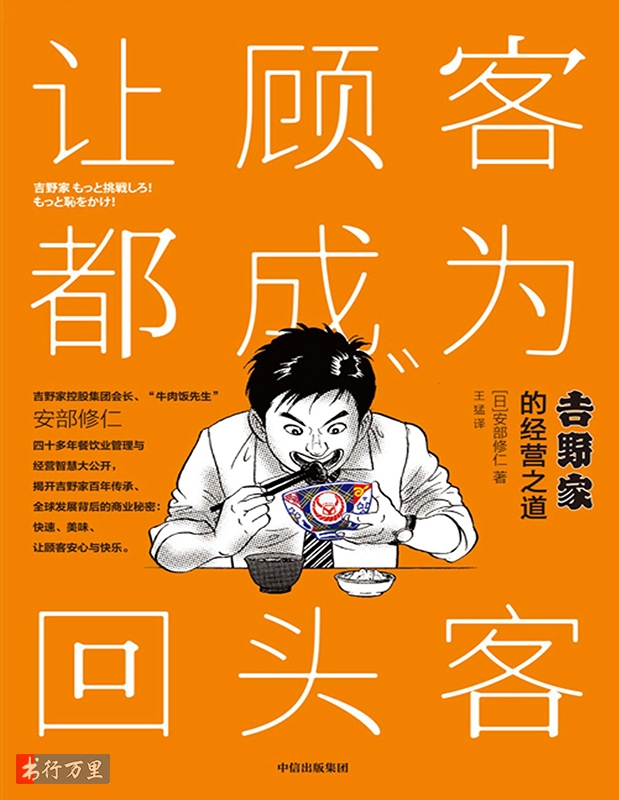 让顾客
吉野家 もっと挑戦しろ!
もっと恥をかけ!
都成为
吉野家控股集团会长、“牛肉饭先生”
安部修仁
四十多年餐饮业管理与
经营智慧大公开，
揭开吉野家百年传承、
全球发展背后的商业秘密：
快速、美味、
让顾客安心与快乐。
吉野家
的经营之道
[日]安部修仁 著
王猛 译
回头客
中信出版集团
书行万里